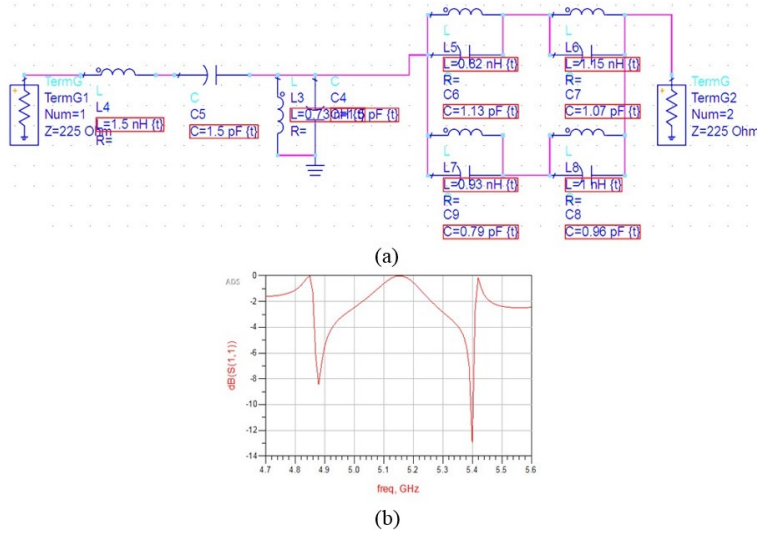 L
L5
L=0.82 nH {t}
R=
C
C6
C=1.13 pF {t}
L
L6
L=1.15 nH {t}
R=
C
C7
C=1.07 pF {t}
TermG
TermG1
Num=1
Z=225 Ohm
L
L4
L=1.5 nH {t}
R=
C
C5
C=1.5 pF {t}
L
L3
R=
C
C4
TermG
TermG2
Num=2
Z=225 Ohm
L
L7
L=0.93 nH {t}
R=
C
C9
C=0.79 pF {t}
L
L8
L=1 nH {t}
R=
C
C8
C=0.96 pF {t}
(a)
ADS
dB(S(1,1))
0
-2
-4
-6
-8
-10
-12
-14
4.7 4.8 4.9 5.0 5.1 5.2 5.3 5.4 5.5 5.6
freq, GHz
(b)